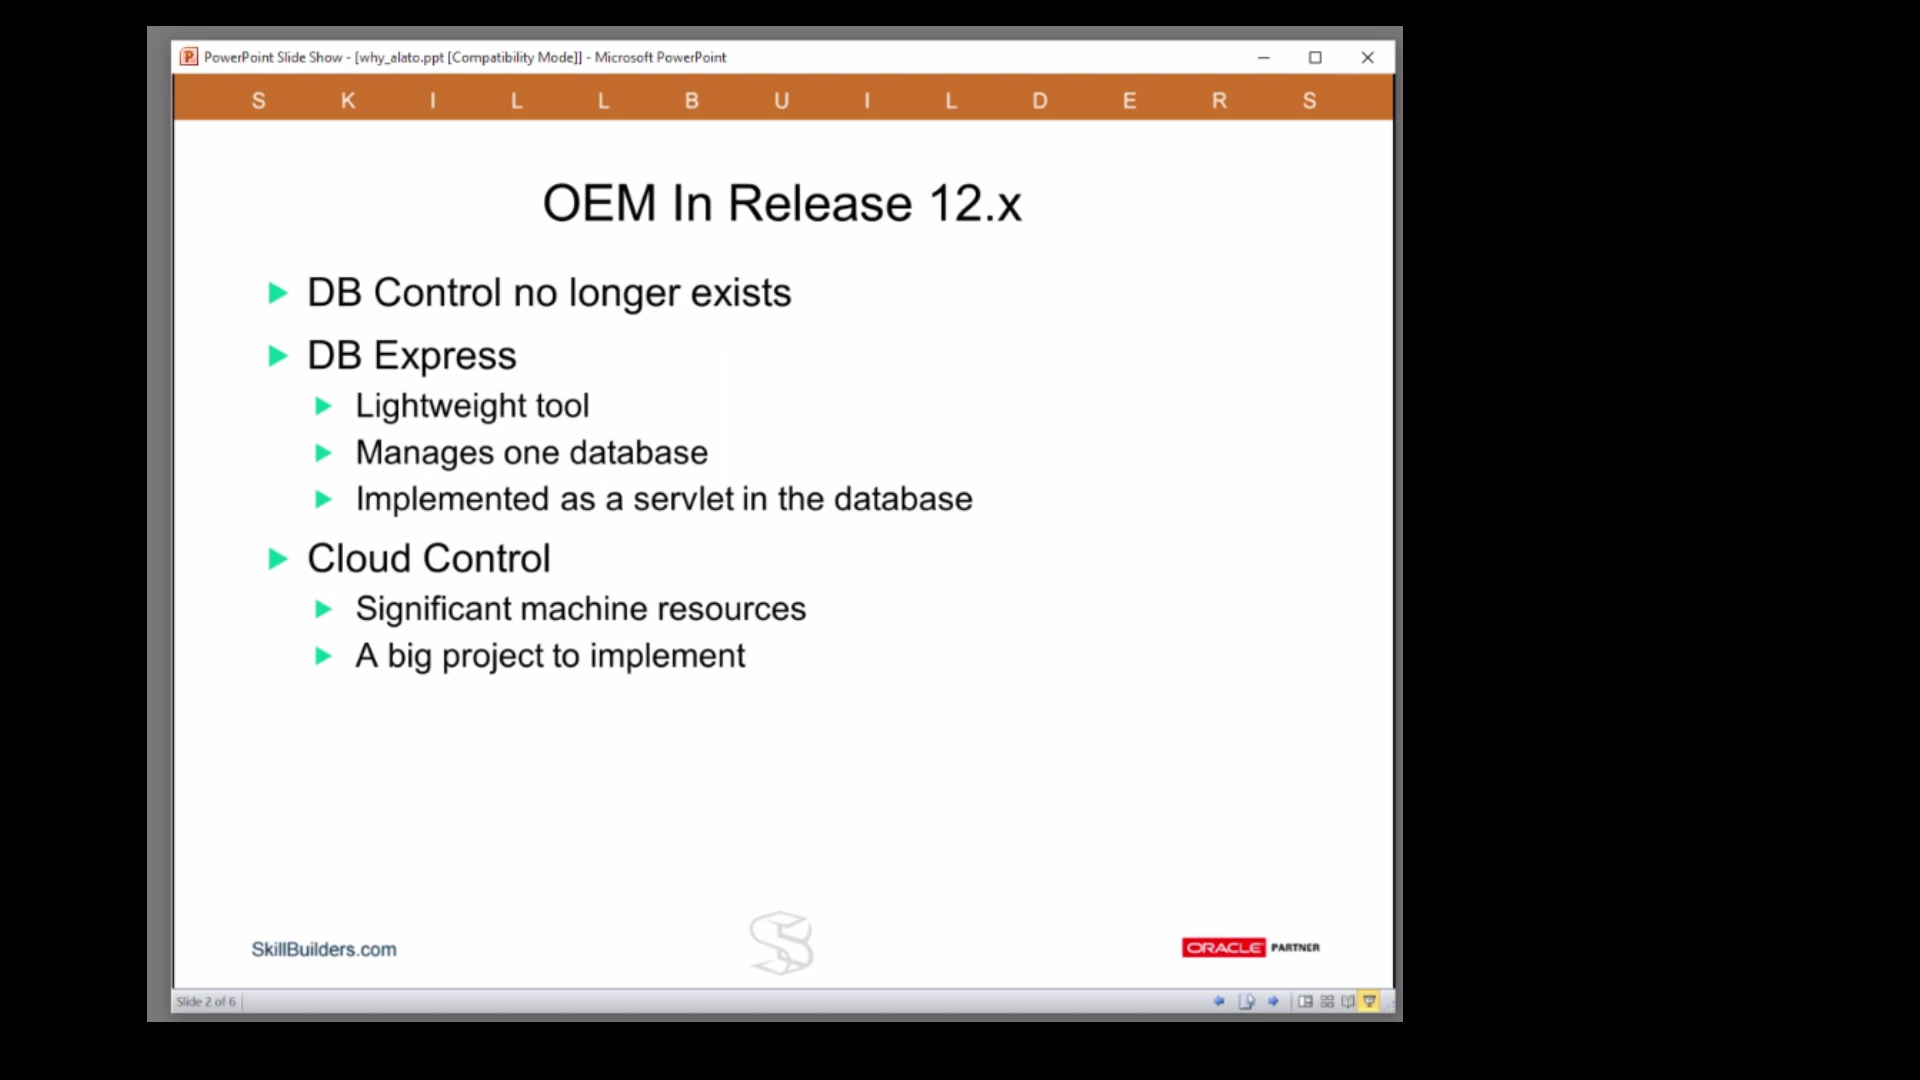 PowerPoint Slide Show - [why_alato.ppt [Compatibility Mode]] - Microsoft PowerPoint
S K I L L B U I L D E R S
OEM In Release 12.x
DB Control no longer exists
DB Express
Lightweight tool
Manages one database
Implemented as a servlet in the database
Cloud Control
Significant machine resources
A big project to implement
SkillBuilders.com
ORACLE PARTNER
Slide 2 of 6